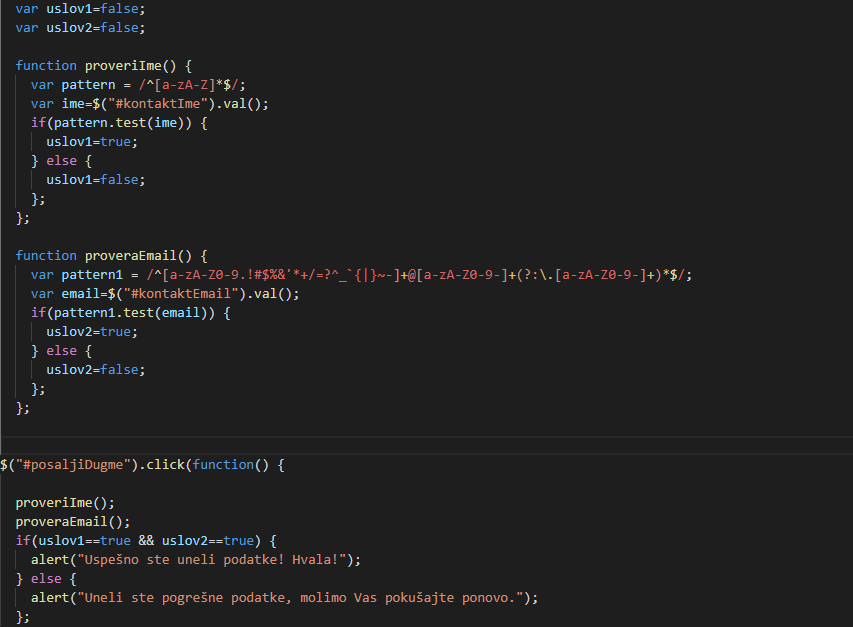 var uslov1=false;
var uslov2=false;
function proveriIme() {
var pattern = /^[a-zA-Z]*$/;
var ime=$("#kontaktIme").val();
if(pattern.test(ime)) {
uslov1=true;
} else {
uslov1=false;
};
};
function proveraEmail() {
var pattern1 = /^[a-zA-Z0-9.!#$%&'*+/=?^_`{|}~-]+@[a-zA-Z0-9-]+(?:\.[a-zA-Z0-9-]+)*$/;
var email=$("#kontaktEmail").val();
if(pattern1.test(email)) {
uslov2=true;
} else {
uslov2=false;
};
};
$("#posaljiDugme").click(function() {
proveriIme();
proveraEmail();
if(uslov1==true && uslov2==true) {
alert("Uspešno ste uneli podatke! Hvala!");
} else {
alert("Uneli ste pogrešne podatke, molimo Vas pokušajte ponovo.");
};